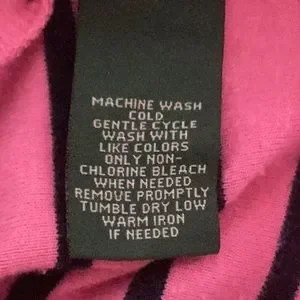 MACHINE WASH
COLD
GENTLE CYCLE
WASH WITH
LIKE COLORS
ONLY NON-
CHLORINE BLEACH
WHEN NEEDED
REMOVE PROMPTLY
TUMBLE DRY LOW
WARM IRON
IF NEEDED